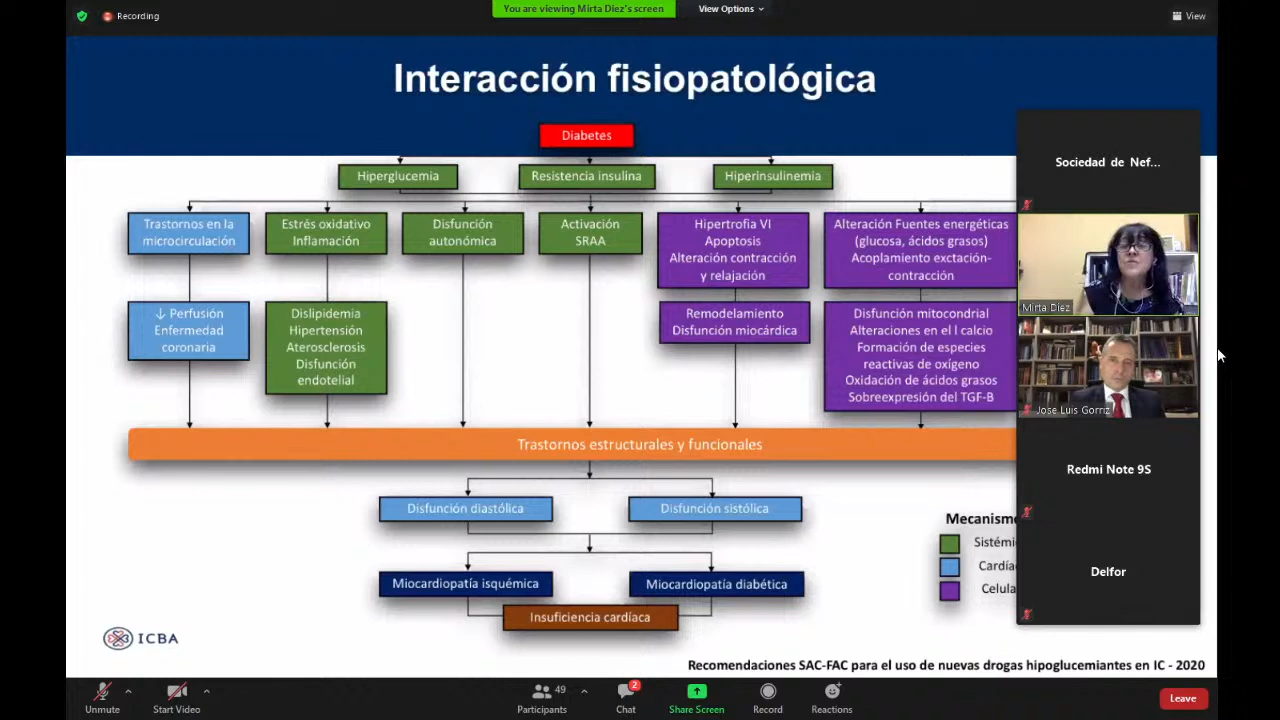 Recording
You are viewing Mirta Diez's screen
View Options
View
Interacción fisiopatológica
Diabetes
Hiperglucemia
Resistencia insulina
Hiperinsulinemia
Trastornos en la
microcirculación
Estrés oxidativo
Inflamación
Disfunción
autonómica
Activación
SRAA
Hipertrofia VI
Apoptosis
Alteración contracción
y relajación
Alteración Fuentes energéticas
(glucosa, ácidos grasos)
Acoplamiento exctación-
contracción
↓ Perfusión
Enfermedad
coronaria
Dislipidemia
Hipertensión
Aterosclerosis
Disfunción
endotelial
Remodelamiento
Disfunción miocárdica
Disfunción mitocondrial
Alteraciones en el l calcio
Formación de especies
reactivas de oxígeno
Oxidación de ácidos grasos
Sobreexpresión del TGF-B
Trastornos estructurales y funcionales
Disfunción diastólica
Disfunción sistólica
Miocardiopatía isquémica
Miocardiopatía diabética
Insuficiencia cardíaca
Mecanismo
Sistémi
Cardía
Celula
ICBA
Recomendaciones SAC-FAC para el uso de nuevas drogas hipoglucemiantes en IC - 2020
Sociedad de Nef...
Mirta Diez
Jose Luis Gorriz
Redmi Note 9S
Delfor
Unmute
Start Video
49
Participants
2
Chat
Share Screen
Record
Reactions
Leave